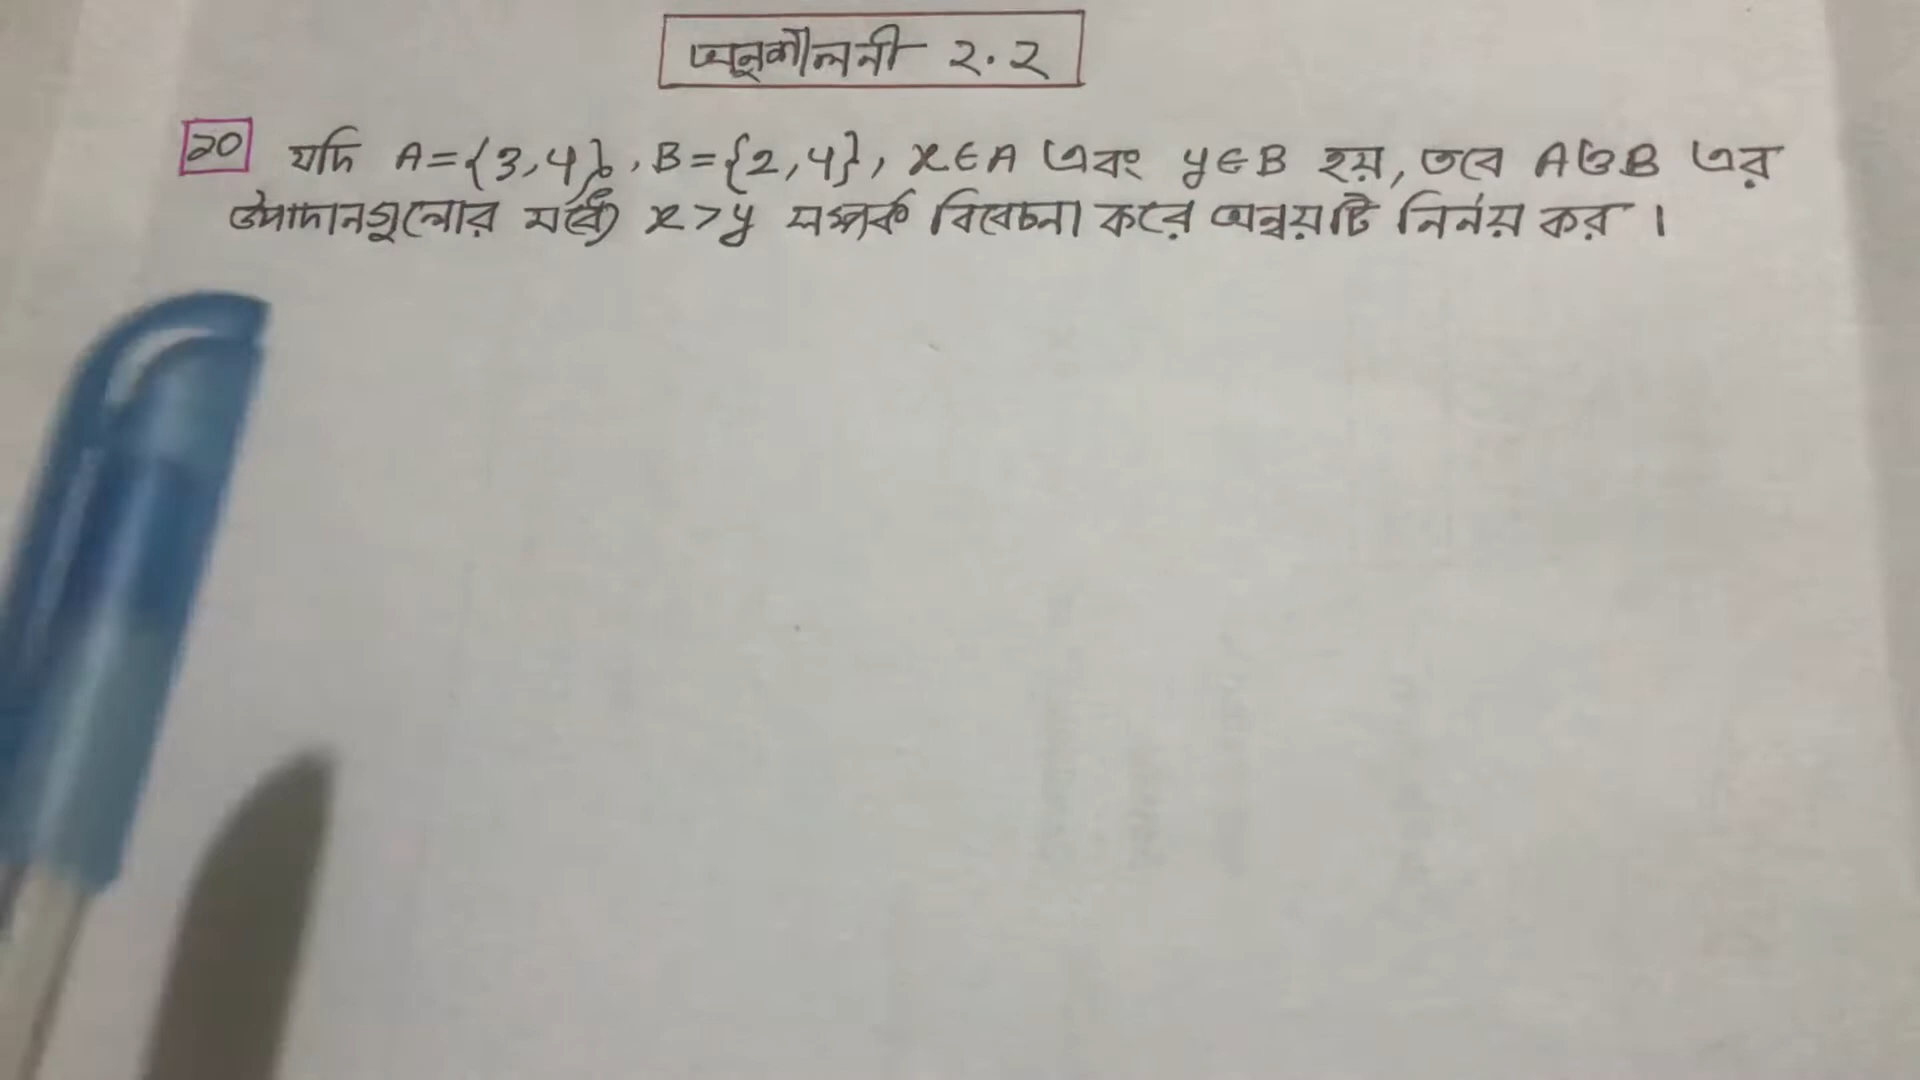 অনুশীলনী ২.২
১০ যদি A={3,4}, B={2,4}, x∈A এবং y∈B হয়, তবে A ও B এর
উপাদানগুলোর মধ্যে x>y সম্পর্ক বিবেচনা করে অন্বয়টি নির্ণয় কর ।